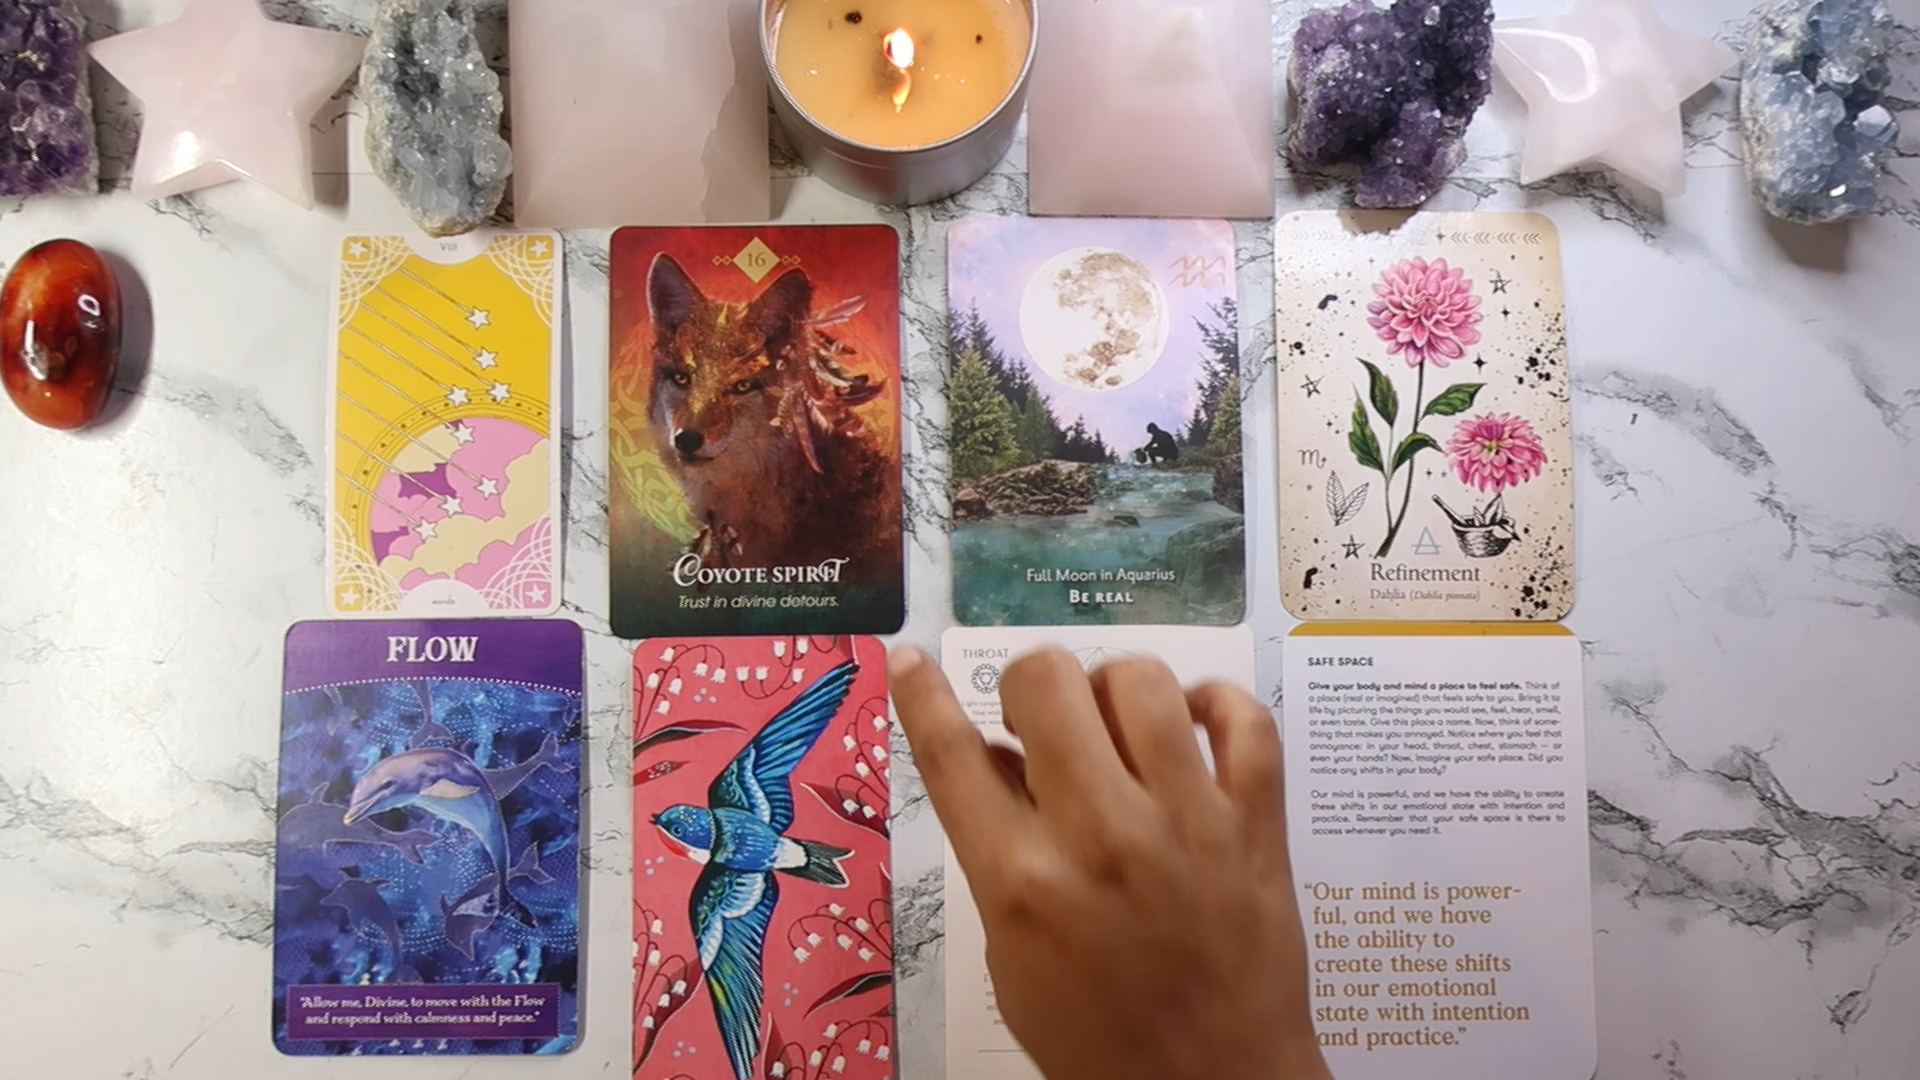 VIII
wands
16
COYOTE SPIRIT
Trust in divine detours.
Full Moon in Aquarius
BE REAL
Refinement
Dahlia (Dahlia pinnata)
FLOW
"Allow me, Divine, to move with the Flow
and respond with calmness and peace."
THROAT
SAFE SPACE
Give your body and mind a place to feel safe. Think of
a place (real or imagined) that feels safe to you. Bring it to
life by picturing the things you would see, feel, hear, smell,
or even taste. Give this place a name. Now, think of some-
thing that makes you annoyed. Notice where you feel that
annoyance: in your head, throat, chest, stomach — or
even your hands? Now, imagine your safe place. Did you
notice any shifts in your body?
Our mind is powerful, and we have the ability to create
these shifts in our emotional state with intention and
practice. Remember that your safe space is there to
access whenever you need it.
"Our mind is power-
ful, and we have
the ability to
create these shifts
in our emotional
state with intention
and practice."